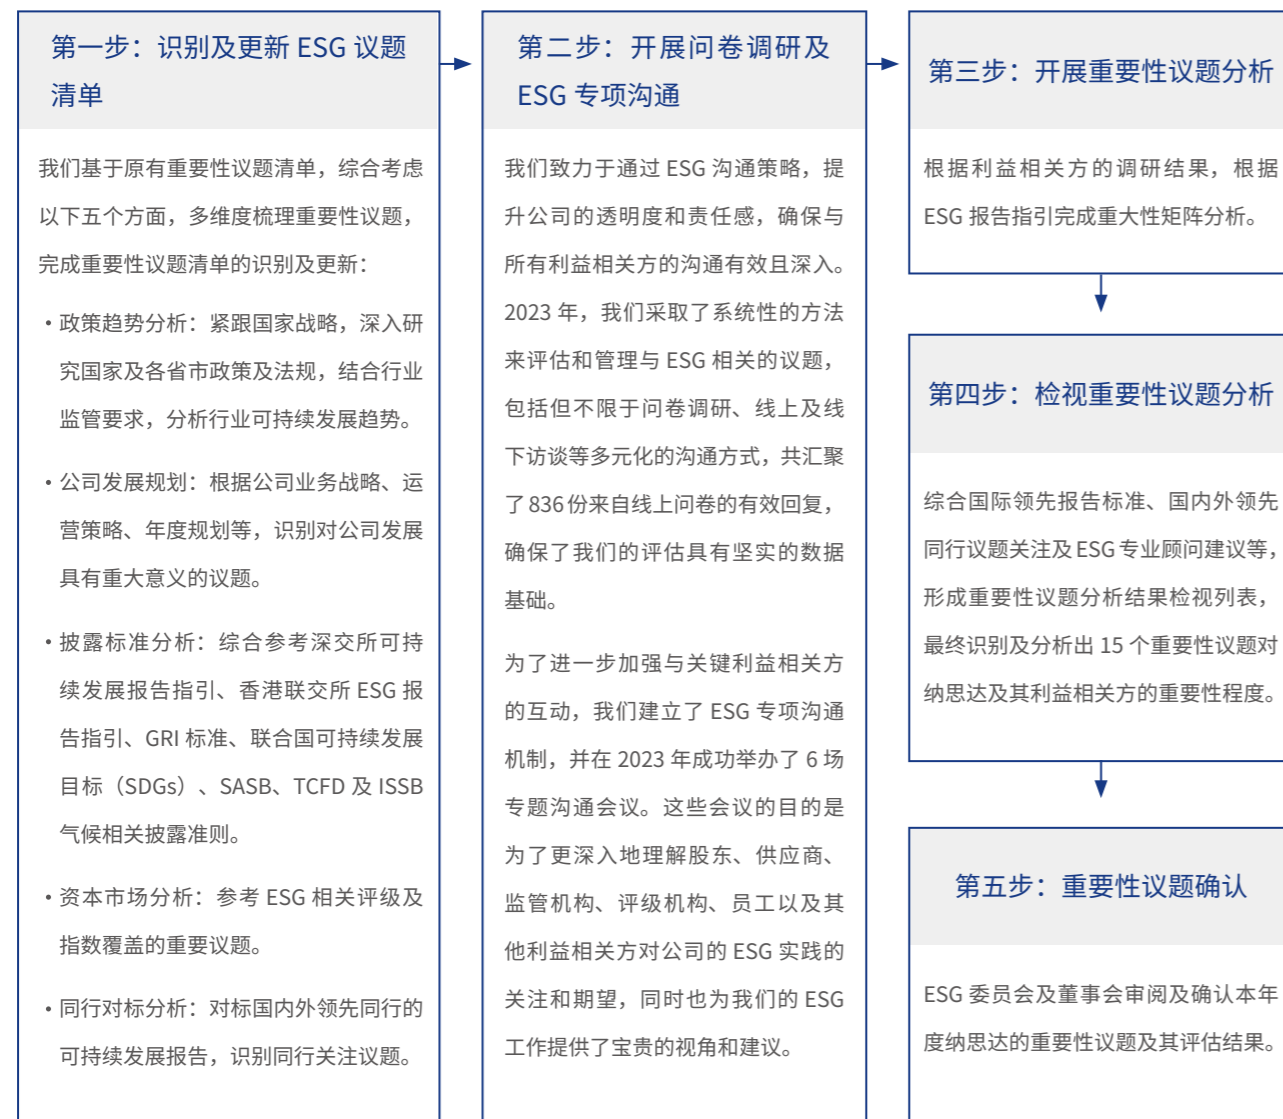 第一步：识别及更新 ESG 议题
清单
我们基于原有重要性议题清单，综合考虑
以下五个方面，多维度梳理重要性议题，
完成重要性议题清单的识别及更新：
·政策趋势分析：紧跟国家战略，深入研
究国家及各省市政策及法规，结合行业
监管要求，分析行业可持续发展趋势。
·公司发展规划：根据公司业务战略、运
营策略、年度规划等，识别对公司发展
具有重大意义的议题。
·披露标准分析：综合参考深交所可持
续发展报告指引、香港联交所 ESG 报
告指引、GRI 标准、联合国可持续发展
目标（SDGs）、SASB、TCFD 及 ISSB
气候相关披露准则。
·资本市场分析：参考 ESG 相关评级及
指数覆盖的重要议题。
·同行对标分析：对标国内外领先同行的
可持续发展报告，识别同行关注议题。
第二步：开展问卷调研及
ESG 专项沟通
我们致力于通过 ESG 沟通策略，提
升公司的透明度和责任感，确保与
所有利益相关方的沟通有效且深入。
2023 年，我们采取了系统性的方法
来评估和管理与 ESG 相关的议题，
包括但不限于问卷调研、线上及线
下访谈等多元化的沟通方式，共汇聚
了 836 份来自线上问卷的有效回复，
确保了我们的评估具有坚实的数据
基础。
为了进一步加强与关键利益相关方
的互动，我们建立了 ESG 专项沟通
机制，并在 2023 年成功举办了 6 场
专题沟通会议。这些会议的目的是
为了更深入地理解股东、供应商、
监管机构、评级机构、员工以及其
他利益相关方对公司的 ESG 实践的
关注和期望，同时也为我们的 ESG
工作提供了宝贵的视角和建议。
第三步：开展重要性议题分析
根据利益相关方的调研结果，根据
ESG 报告指引完成重大性矩阵分析。
第四步：检视重要性议题分析
综合国际领先报告标准、国内外领先
同行议题关注及 ESG 专业顾问建议等，
形成重要性议题分析结果检视列表，
最终识别及分析出 15 个重要性议题对
纳思达及其利益相关方的重要性程度。
第五步：重要性议题确认
ESG 委员会及董事会审阅及确认本年
度纳思达的重要性议题及其评估结果。